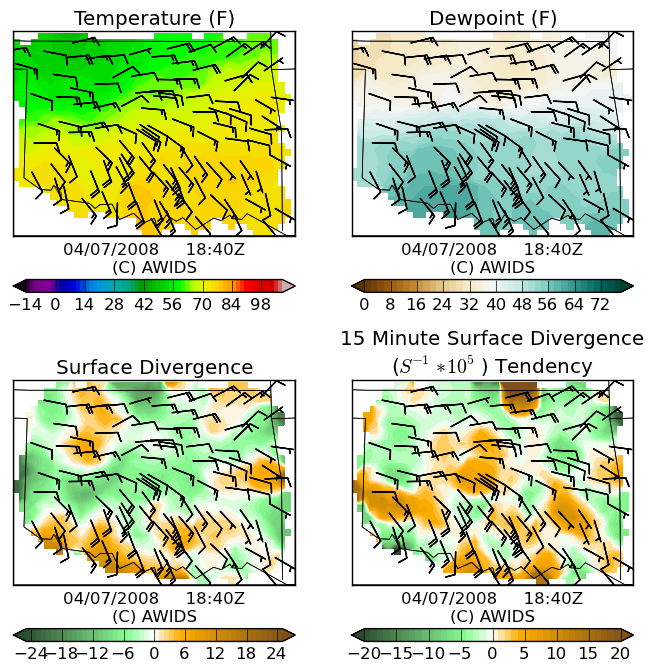 Temperature (F)
Dewpoint (F)
04/07/2008 18:40Z
(C) AWIDS
04/07/2008 18:40Z
(C) AWIDS
−14 0 14 28 42 56 70 84 98
0 8 16 24 32 40 48 56 64 72
Surface Divergence
15 Minute Surface Divergence
(S⁻¹ *10⁵ ) Tendency
04/07/2008 18:40Z
(C) AWIDS
04/07/2008 18:40Z
(C) AWIDS
−24 −18 −12 −6 0 6 12 18 24
−20 −15 −10 −5 0 5 10 15 20